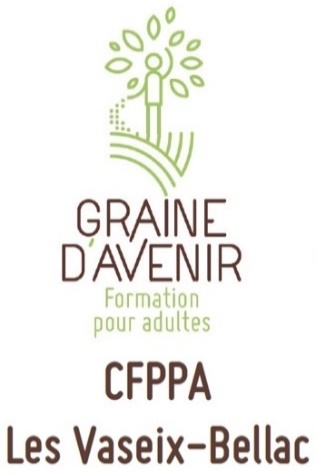 GRAINE
D'AVENIR
Formation
pour adultes
CFPPA
Les Vaseix-Bellac